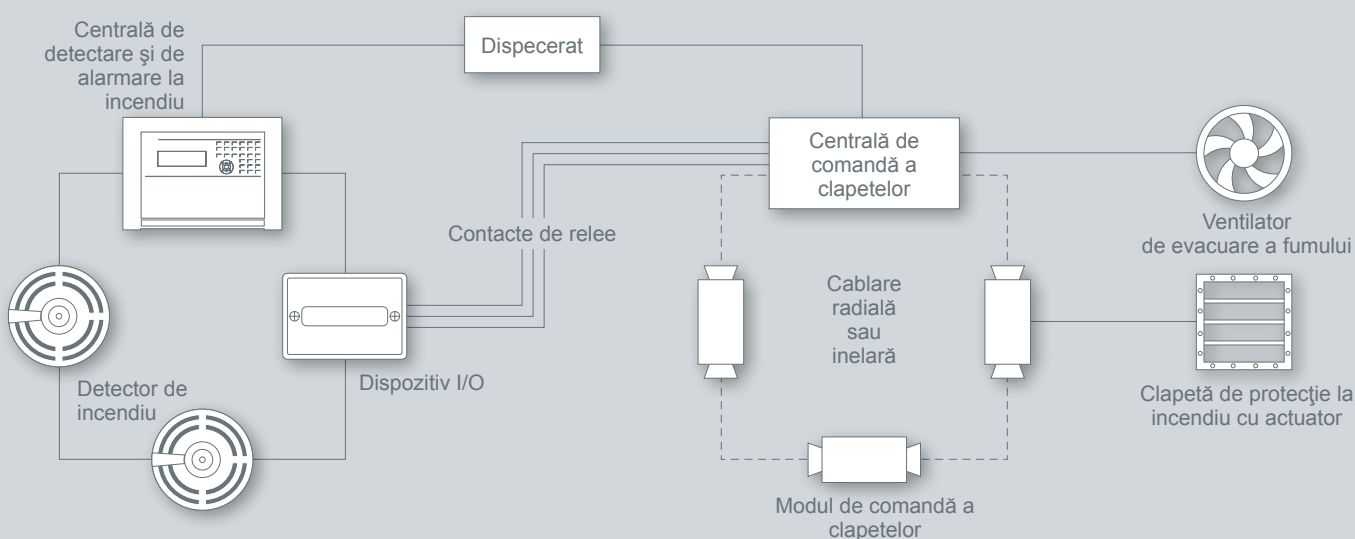 Centrală de
detectare şi de
alarmare la
incendiu
Dispecerat
Centrală de
comandă a
clapetelor
Ventilator
de evacuare a fumului
Contacte de relee
Cablare
radială
sau
inelară
Detector de
incendiu
Dispozitiv I/O
Clapetă de protecţie la
incendiu cu actuator
Modul de comandă a
clapetelor